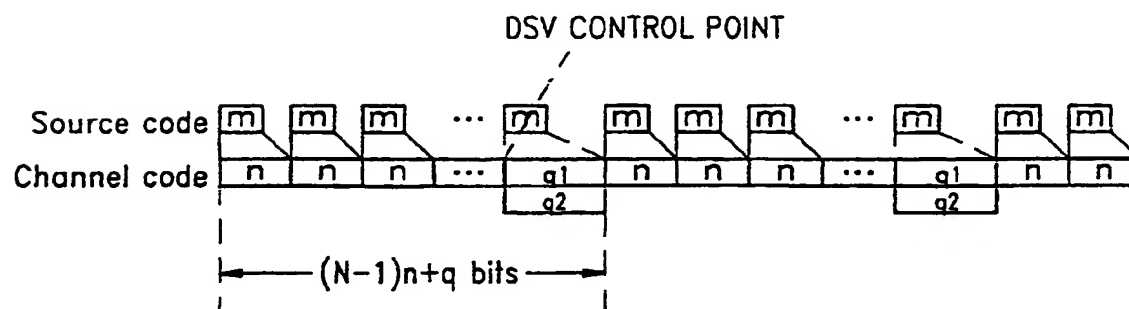 DSV CONTROL POINT
Source code m m m ... m m m m ... m m m
Channel code n n n ... q1 n n n ... q1 n n
q2 q2
(N-1)n+q bits